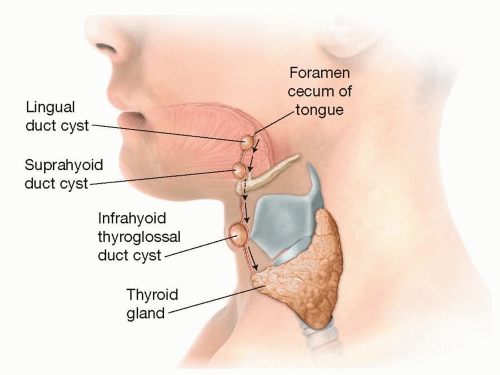 Foramen
cecum of
tongue
Lingual
duct cyst
Suprahyoid
duct cyst
Infrahyoid
thyroglossal
duct cyst
Thyroid
gland